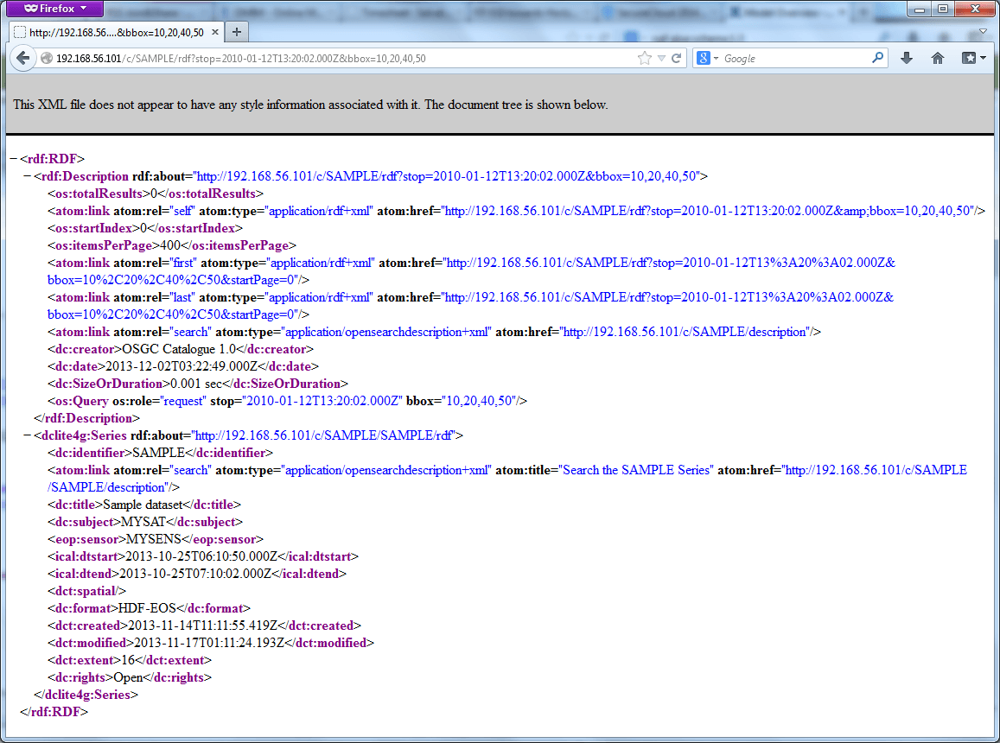 Firefox
http://192.168.56....&bbox=10,20,40,50
192.168.56.101/c/SAMPLE/rdf?stop=2010-01-12T13:20:02.000Z&bbox=10,20,40,50
Google
This XML file does not appear to have any style information associated with it. The document tree is shown below.
−<rdf:RDF>
−<rdf:Description rdf:about="http://192.168.56.101/c/SAMPLE/rdf?stop=2010-01-12T13:20:02.000Z&bbox=10,20,40,50">
<os:totalResults>0</os:totalResults>
<atom:link atom:rel="self" atom:type="application/rdf+xml" atom:href="http://192.168.56.101/c/SAMPLE/rdf?stop=2010-01-12T13:20:02.000Z&amp;bbox=10,20,40,50"/>
<os:startIndex>0</os:startIndex>
<os:itemsPerPage>400</os:itemsPerPage>
<atom:link atom:rel="first" atom:type="application/rdf+xml" atom:href="http://192.168.56.101/c/SAMPLE/rdf?stop=2010-01-12T13%3A20%3A02.000Z&
bbox=10%2C20%2C40%2C50&startPage=0"/>
<atom:link atom:rel="last" atom:type="application/rdf+xml" atom:href="http://192.168.56.101/c/SAMPLE/rdf?stop=2010-01-12T13%3A20%3A02.000Z&
bbox=10%2C20%2C40%2C50&startPage=0"/>
<atom:link atom:rel="search" atom:type="application/opensearchdescription+xml" atom:href="http://192.168.56.101/c/SAMPLE/description"/>
<dc:creator>OSGC Catalogue 1.0</dc:creator>
<dc:date>2013-12-02T03:22:49.000Z</dc:date>
<dc:SizeOrDuration>0.001 sec</dc:SizeOrDuration>
<os:Query os:role="request" stop="2010-01-12T13:20:02.000Z" bbox="10,20,40,50"/>
</rdf:Description>
−<dclite4g:Series rdf:about="http://192.168.56.101/c/SAMPLE/SAMPLE/rdf">
<dc:identifier>SAMPLE</dc:identifier>
<atom:link atom:rel="search" atom:type="application/opensearchdescription+xml" atom:title="Search the SAMPLE Series" atom:href="http://192.168.56.101/c/SAMPLE
/SAMPLE/description"/>
<dc:title>Sample dataset</dc:title>
<dc:subject>MYSAT</dc:subject>
<eop:sensor>MYSENS</eop:sensor>
<ical:dtstart>2013-10-25T06:10:50.000Z</ical:dtstart>
<ical:dtend>2013-10-25T07:10:02.000Z</ical:dtend>
<dct:spatial/>
<dc:format>HDF-EOS</dc:format>
<dct:created>2013-11-14T11:11:55.419Z</dct:created>
<dct:modified>2013-11-17T01:11:24.193Z</dct:modified>
<dct:extent>16</dct:extent>
<dc:rights>Open</dc:rights>
</dclite4g:Series>
</rdf:RDF>